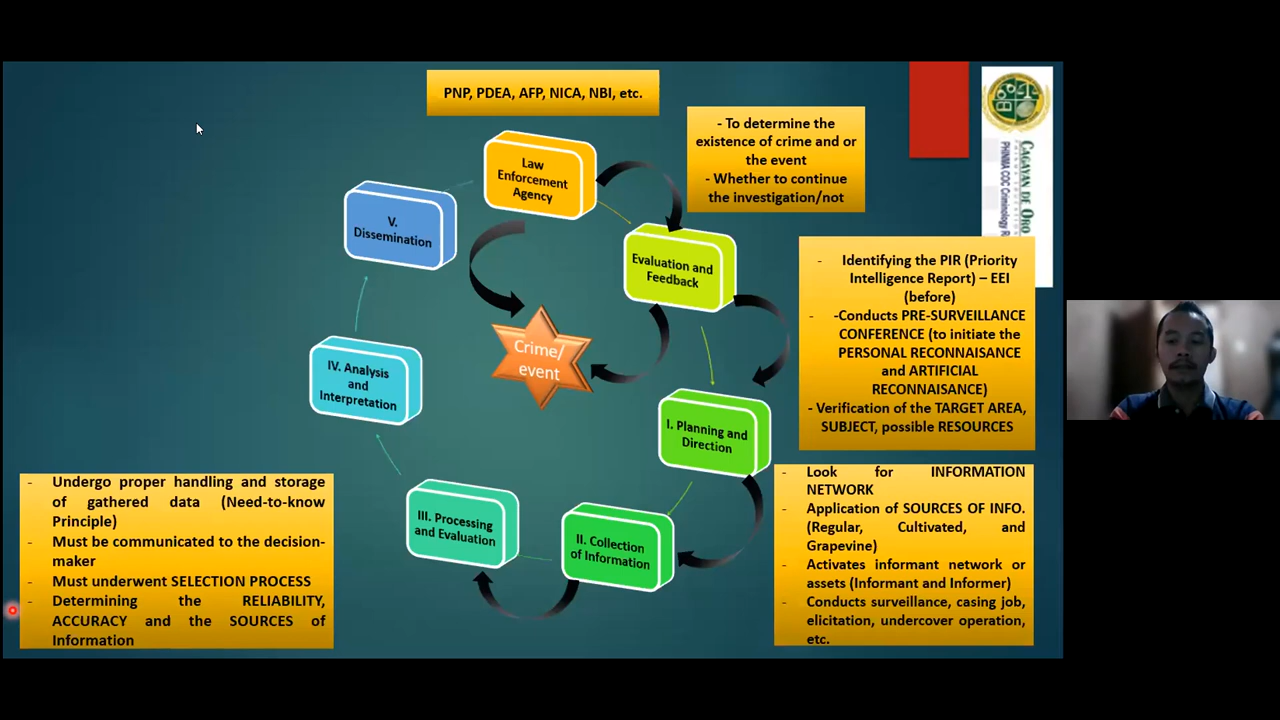 PNP, PDEA, AFP, NICA, NBI, etc.
- To determine the
existence of crime and or
the event
- Whether to continue
the investigation/not
Law
Enforcement
Agency
V.
Dissemination
Evaluation and
Feedback
Crime/
event
- Identifying the PIR (Priority
Intelligence Report) – EEI
(before)
- -Conducts PRE-SURVEILLANCE
CONFERENCE (to initiate the
PERSONAL RECONNAISANCE
and ARTIFICIAL
RECONNAISANCE)
- Verification of the TARGET AREA,
SUBJECT, possible RESOURCES
IV. Analysis
and
Interpretation
I. Planning and
Direction
III. Processing
and Evaluation
II. Collection
of Information
- Undergo proper handling and storage
of gathered data (Need-to-know
Principle)
- Must be communicated to the decision-
maker
- Must underwent SELECTION PROCESS
- Determining the RELIABILITY,
ACCURACY and the SOURCES of
Information
- Look for INFORMATION
NETWORK
- Application of SOURCES OF INFO.
(Regular, Cultivated, and
Grapevine)
- Activates informant network or
assets (Informant and Informer)
- Conducts surveillance, casing job,
elicitation, undercover operation,
etc.
CAGAYAN DE ORO
PHINMA EDUCATION
PHINMA COC Criminology